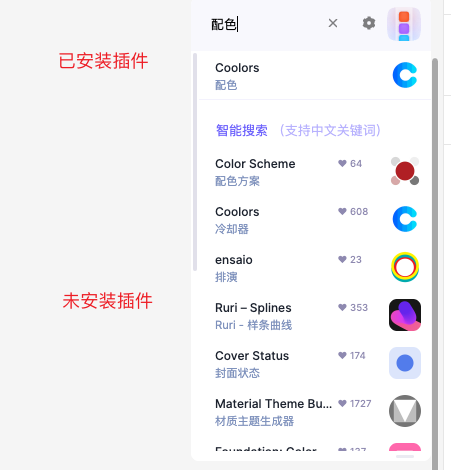 配色
已安装插件
Coolors
配色
智能搜索 （支持中文关键词）
Color Scheme 64
配色方案
Coolors 608
冷却器
ensaio 23
排演
未安装插件
Ruri – Splines 353
Ruri - 样条曲线
Cover Status 174
封面状态
Material Theme Bu... 1727
材质主题生成器
Foundation: Color